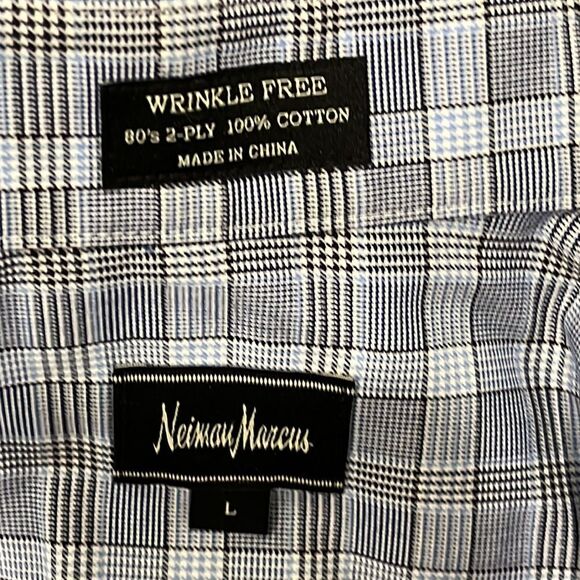 WRINKLE FREE
80's 2-PLY 100% COTTON
MADE IN CHINA
Neiman Marcus
L